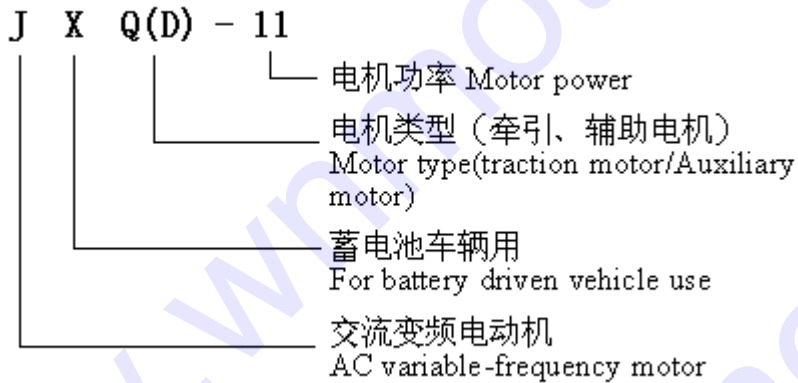 J X Q(D) - 11
电机功率 Motor power
电机类型（牵引、辅助电机）
Motor type(traction motor/Auxiliary
motor)
蓄电池车辆用
For battery driven vehicle use
交流变频电动机
AC variable-frequency motor